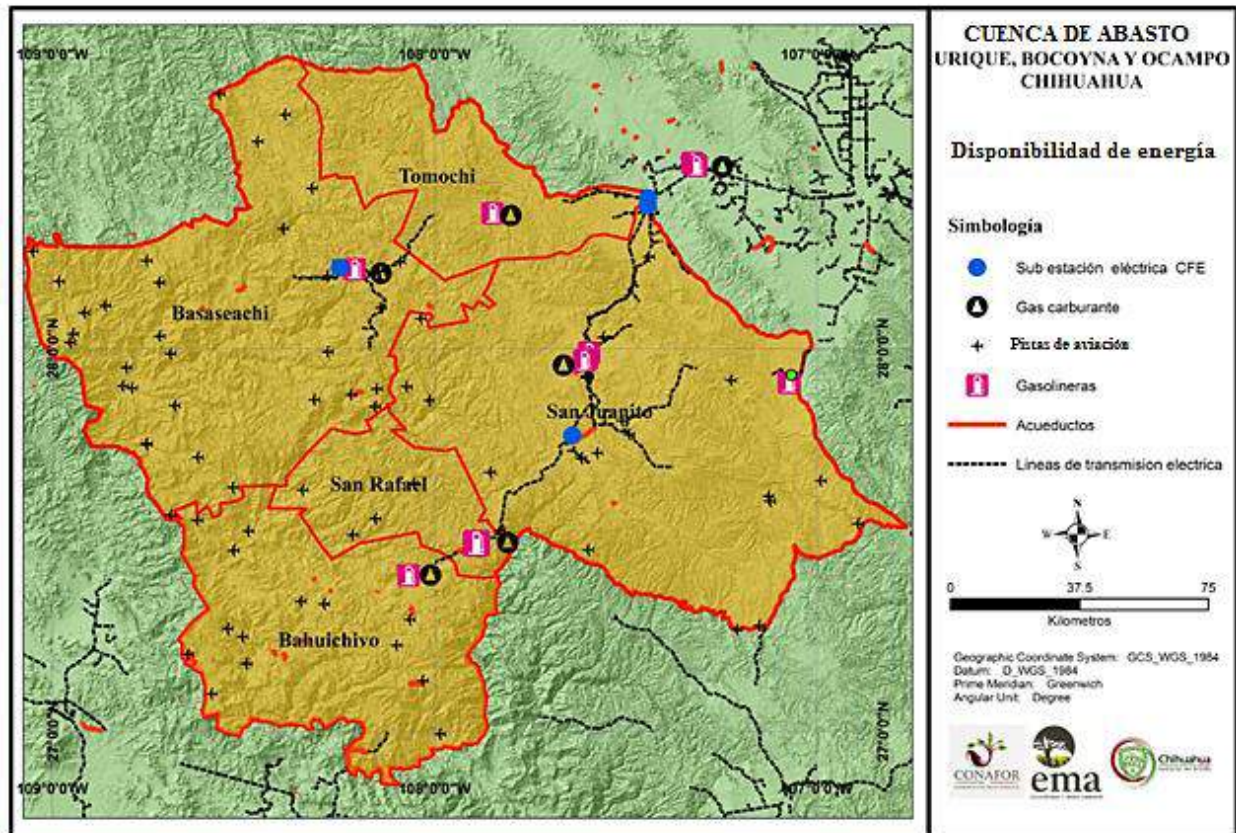 109°0'0"W 108°0'0"W 107°0'0"W
Tomochi
Basaseachi
28°0'0"N 28°0'0"N
San Juanito
San Rafael
Bahuichivo
27°0'0"N 27°0'0"N
109°0'0"W 108°0'0"W 107°0'0"W
CUENCA DE ABASTO
URIQUE, BOCOYNA Y OCAMPO
CHIHUAHUA
Disponibilidad de energía
Simbología
Sub estación eléctrica CFE
Gas carburante
Pistas de aviación
Gasolineras
Acueductos
Líneas de transmision electrica
N
W E
S
0 37.5 75
Kilometros
Geographic Coordinate System: GCS_WGS_1984
Datum: D_WGS_1984
Prime Meridian: Greenwich
Angular Unit: Degree
CONAFOR
ema
Chihuahua